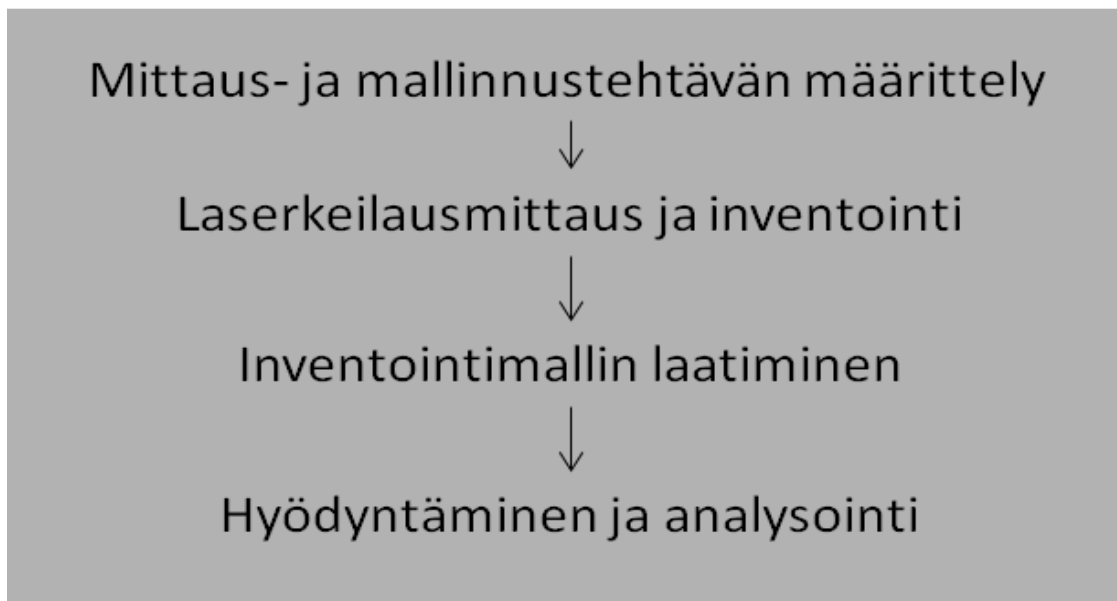 Mittaus- ja mallinnustehtävän määrittely
Laserkeilausmittaus ja inventointi
Inventointimallin laatiminen
Hyödyntäminen ja analysointi